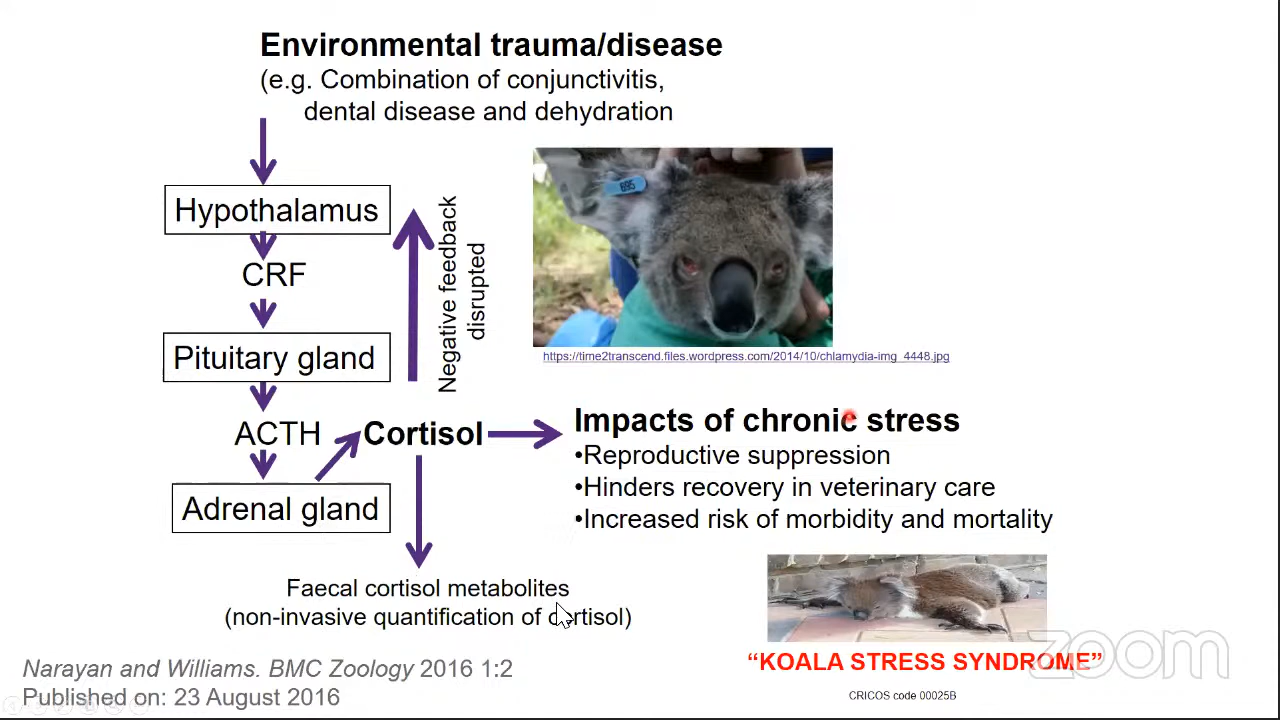 Environmental trauma/disease
(e.g. Combination of conjunctivitis,
dental disease and dehydration
Hypothalamus
CRF
Pituitary gland
ACTH
Adrenal gland
Cortisol
Negative feedback
disrupted
695
https://time2transcend.files.wordpress.com/2014/10/chlamydia-img_4448.jpg
Impacts of chronic stress
•Reproductive suppression
•Hinders recovery in veterinary care
•Increased risk of morbidity and mortality
Faecal cortisol metabolites
(non-invasive quantification of cortisol)
Narayan and Williams. BMC Zoology 2016 1:2
Published on: 23 August 2016
“KOALA STRESS SYNDROME”
CRICOS code 00025B
zoom